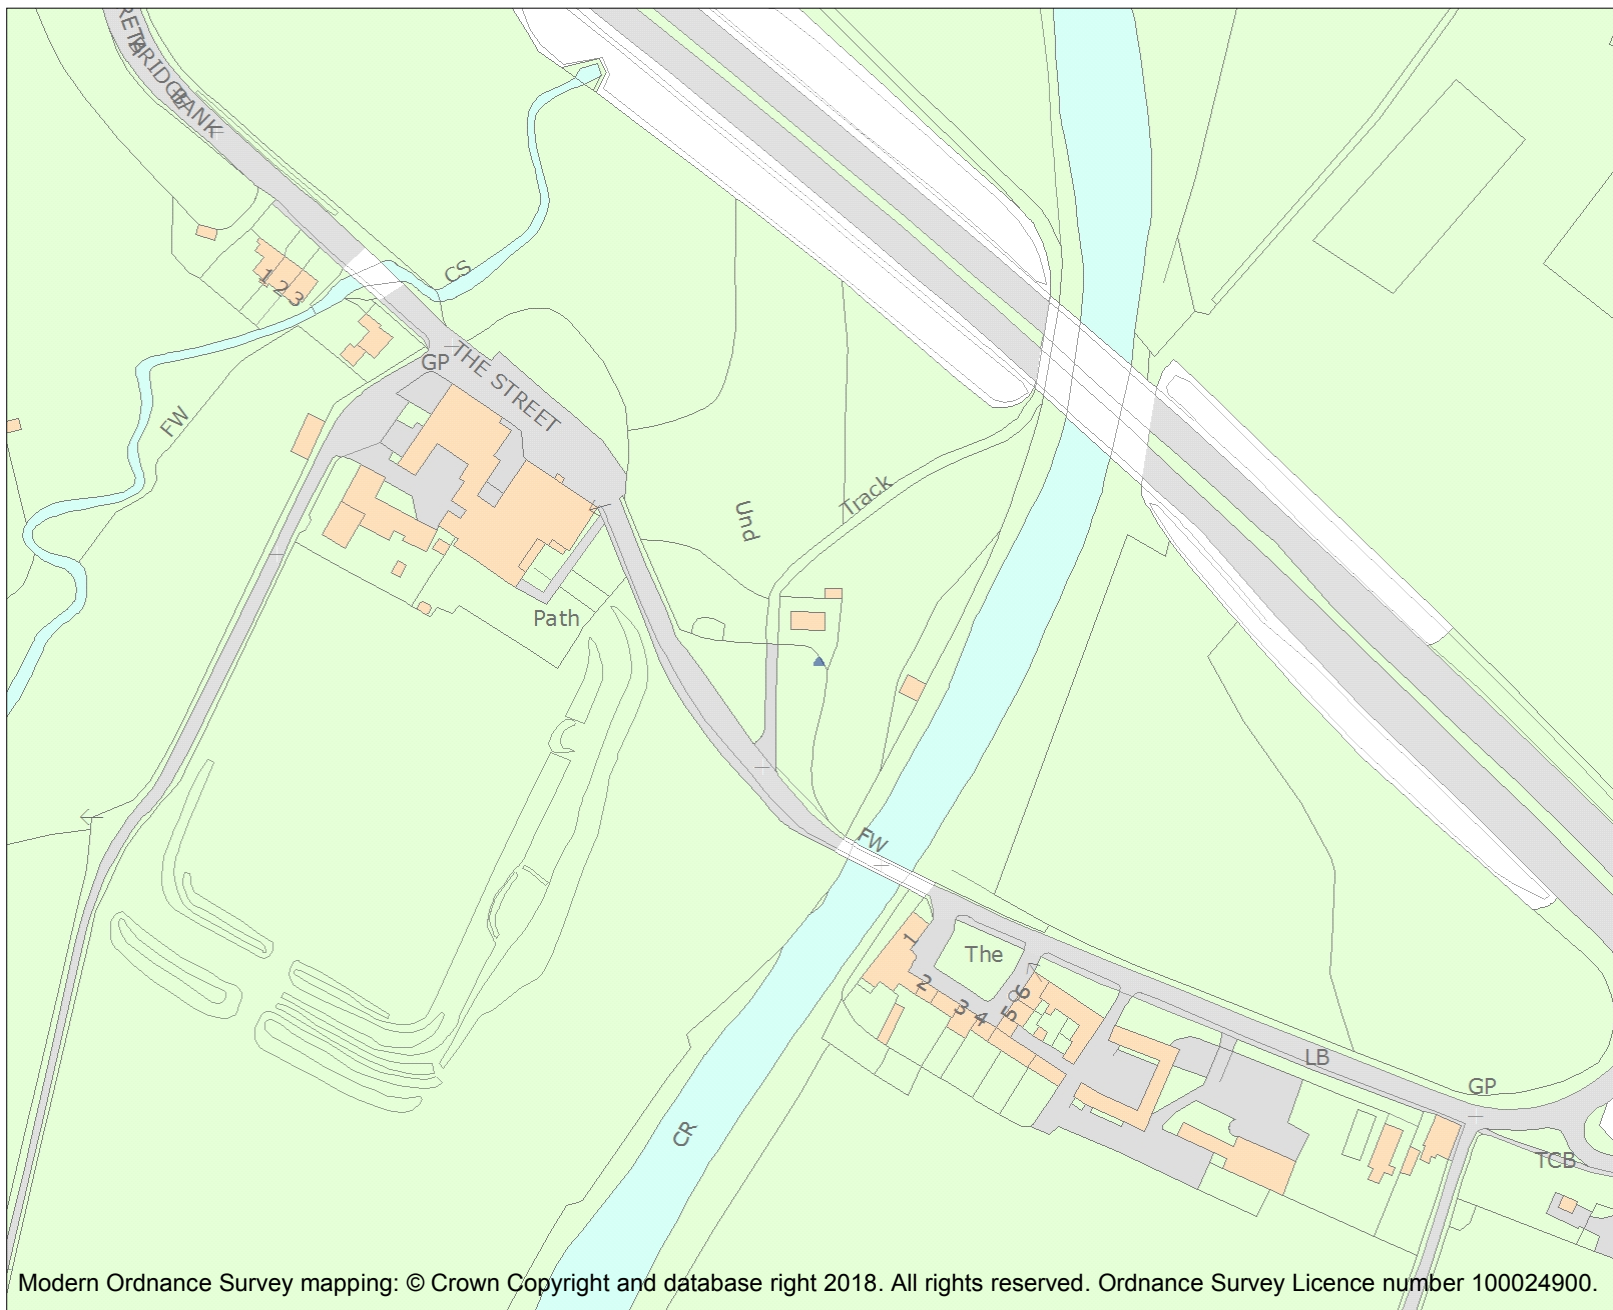 BRIDGE
BANK
CS
1 2 3
GP
THE STREET
FW
Und
Track
Path
FW
1
The
2
3
4
5
6
LB
GP
CR
TCB
Modern Ordnance Survey mapping: © Crown Copyright and database right 2018. All rights reserved. Ordnance Survey Licence number 100024900.